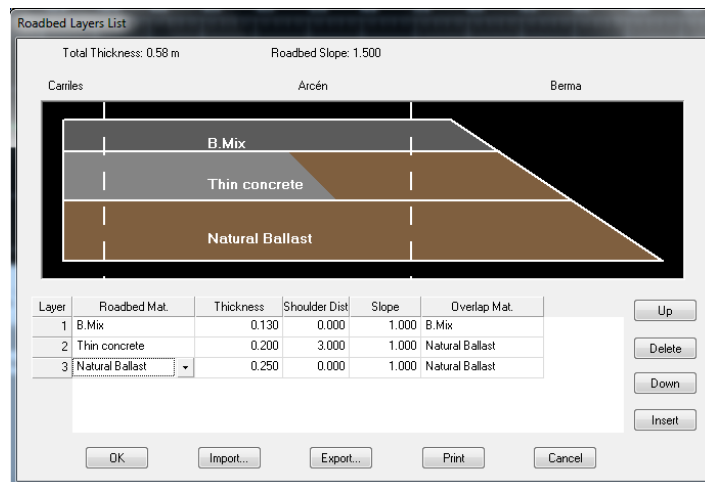 Roadbed Layers List
Total Thickness: 0.58 m Roadbed Slope: 1.500
Carriles Arcén Berma
B.Mix
Thin concrete
Natural Ballast
Layer Roadbed Mat. Thickness Shoulder Dist Slope Overlap Mat.
1 B.Mix 0.130 0.000 1.000 B.Mix
2 Thin concrete 0.200 3.000 1.000 Natural Ballast
3 Natural Ballast 0.250 0.000 1.000 Natural Ballast
Up
Delete
Down
Insert
OK Import... Export... Print Cancel